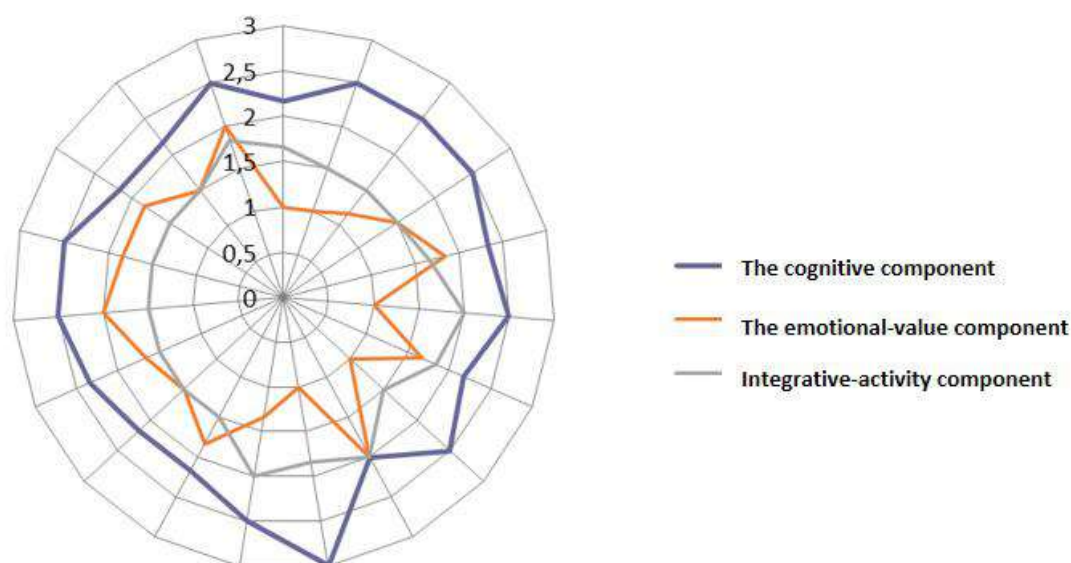 3
2,5
2
1,5
1
0,5
0
The cognitive component
The emotional-value component
Integrative-activity component